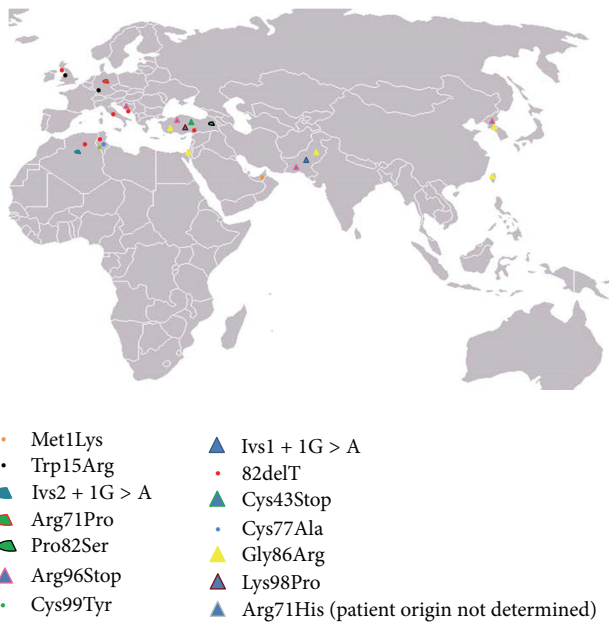 Met1Lys
Trp15Arg
Ivs2 + 1G > A
Arg71Pro
Pro82Ser
Arg96Stop
Cys99Tyr
Ivs1 + 1G > A
82delT
Cys43Stop
Cys77Ala
Gly86Arg
Lys98Pro
Arg71His (patient origin not determined)